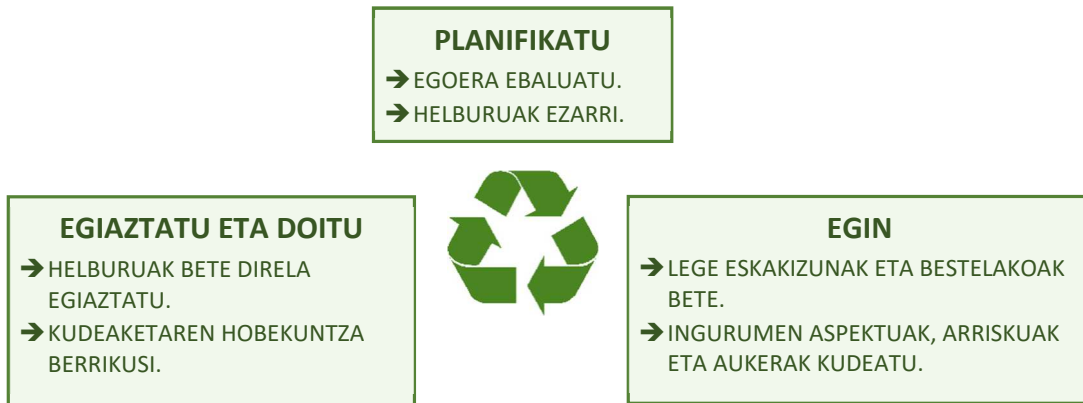 PLANIFIKATU
➔ EGOERA EBALUATU.
➔ HELBURUAK EZARRI.
EGIAZTATU ETA DOITU
➔ HELBURUAK BETE DIRELA
EGIAZTATU.
➔ KUDEAKETAREN HOBEKUNTZA
BERRIKUSI.
EGIN
➔ LEGE ESKAKIZUNAK ETA BESTELAKOAK
BETE.
➔ INGURUMEN ASPEKTUAK, ARRISKUAK
ETA AUKERAK KUDEATU.